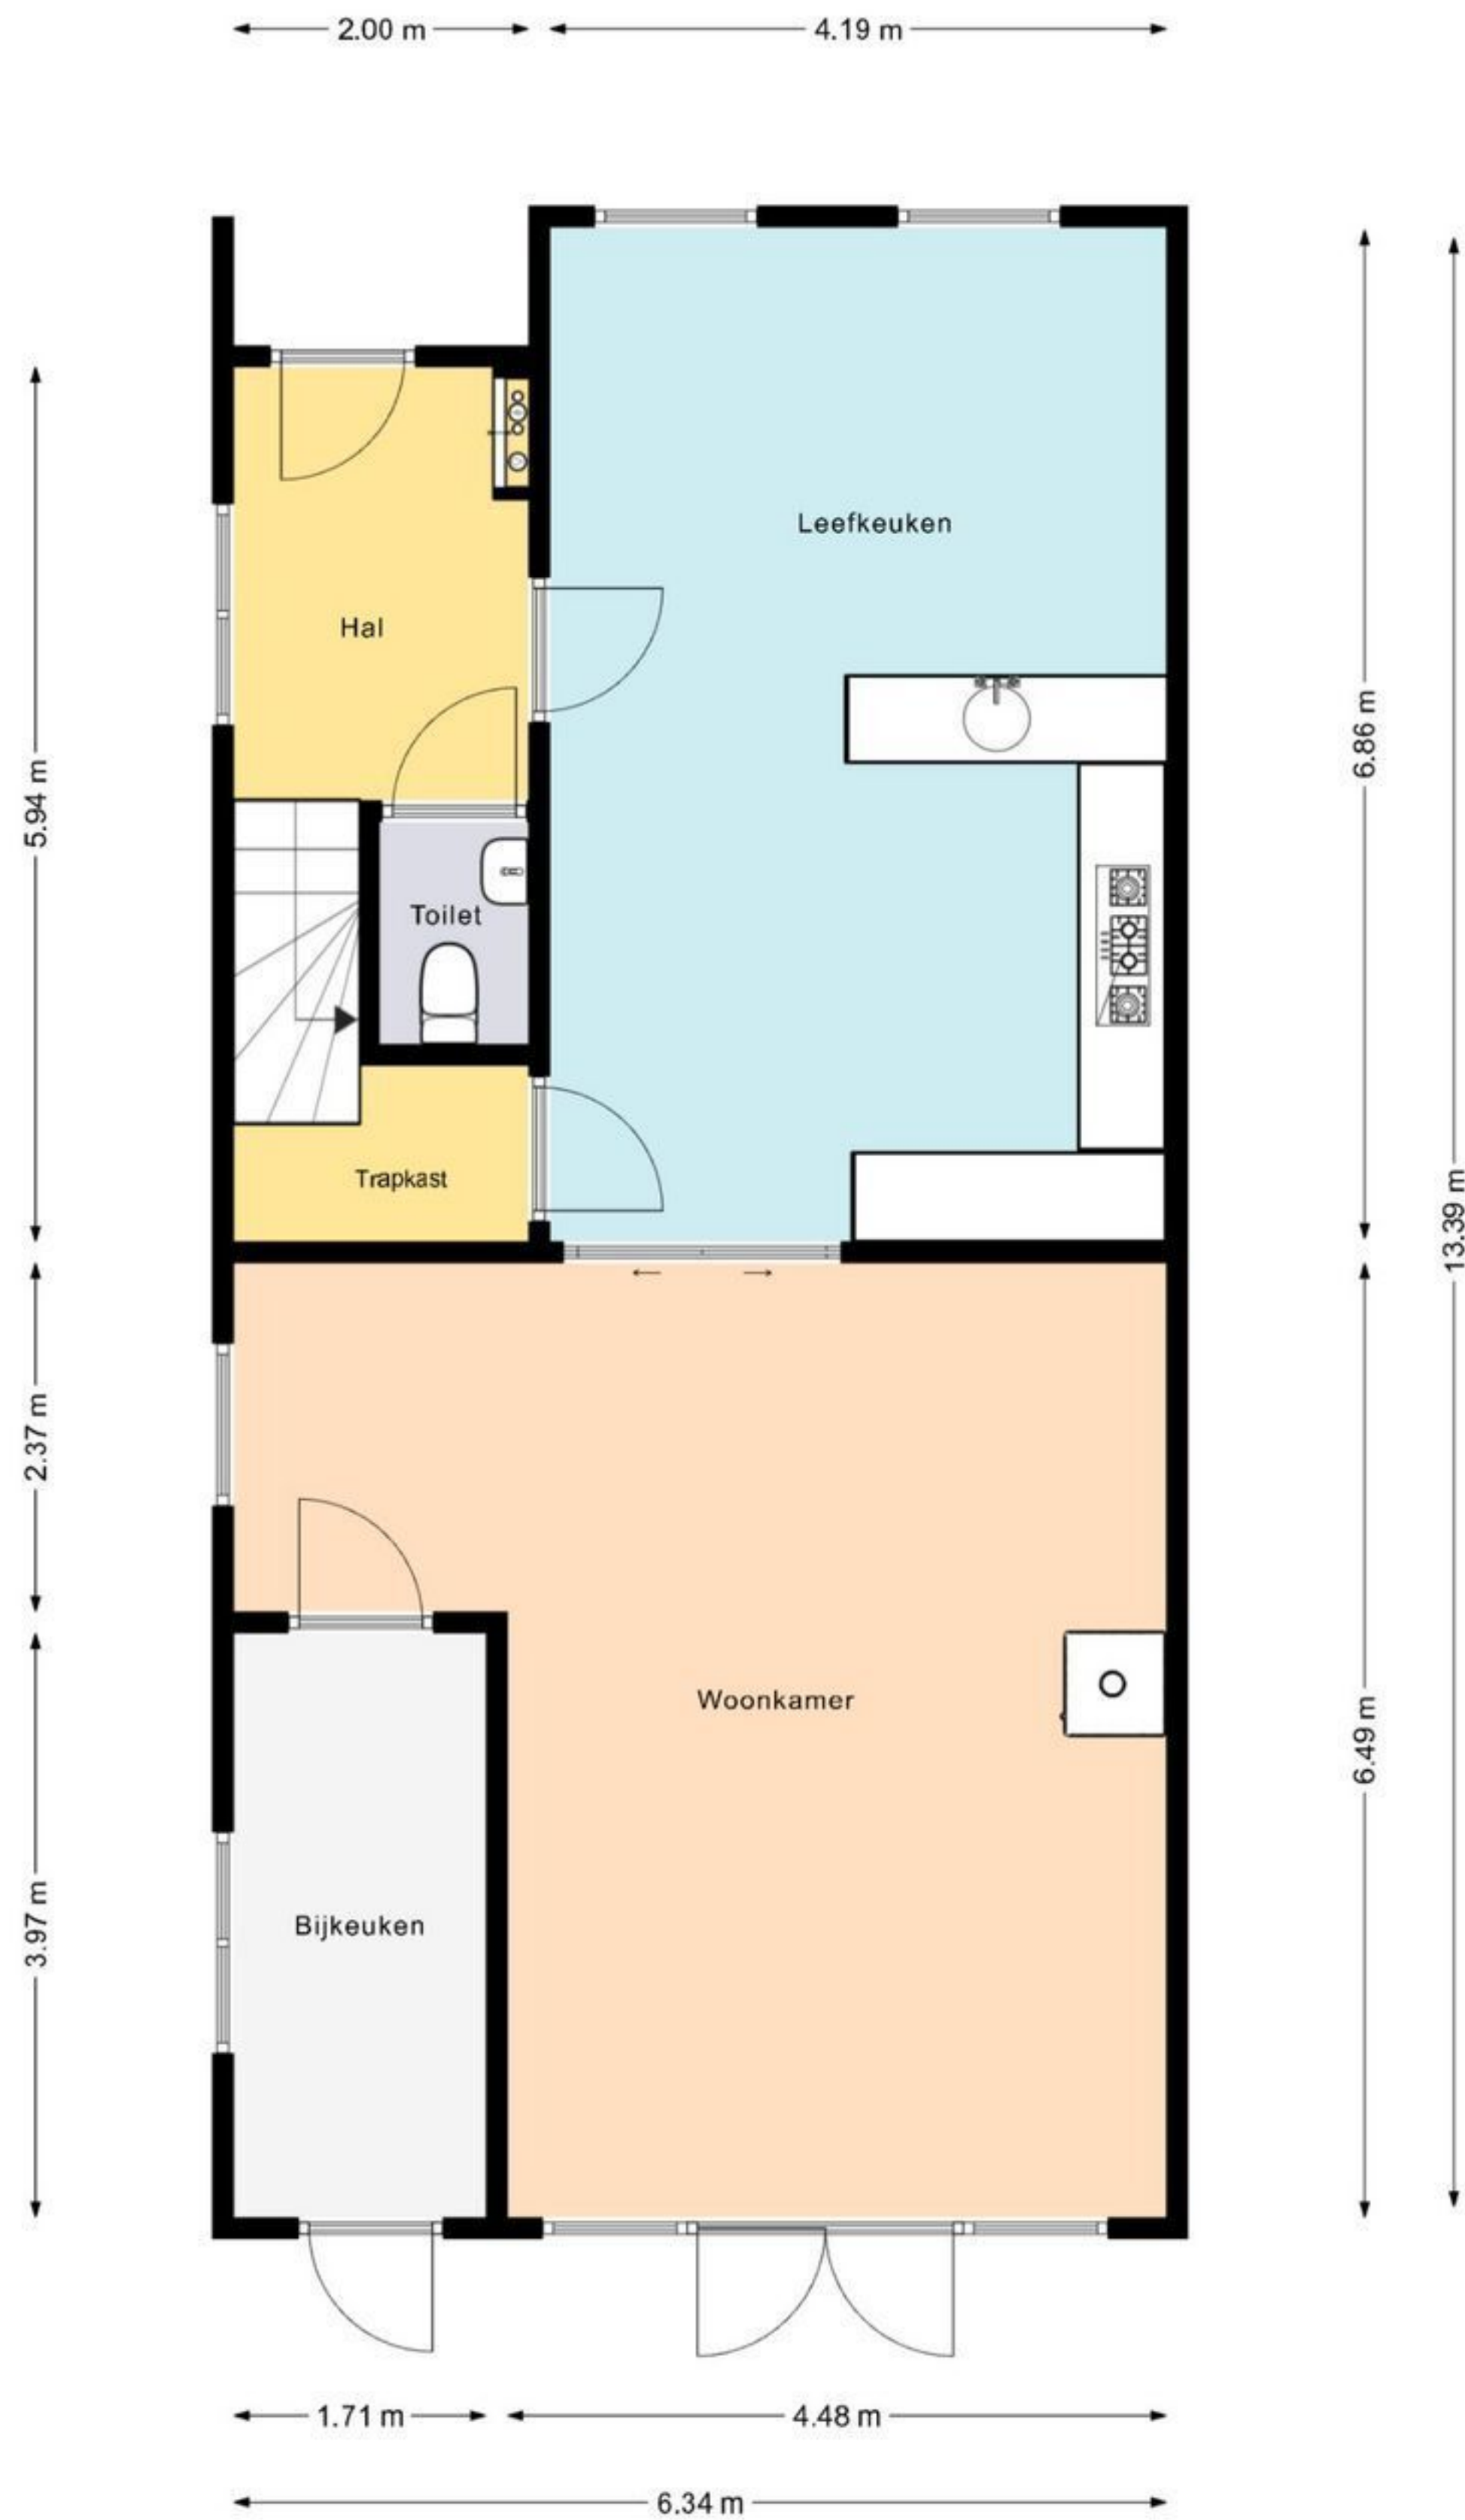 2.00 m
4.19 m
Leefkeuken
Hal
5.94 m
6.86 m
Toilet
Trapkast
13.39 m
2.37 m
Woonkamer
6.49 m
Bijkeuken
3.97 m
1.71 m
4.48 m
6.34 m